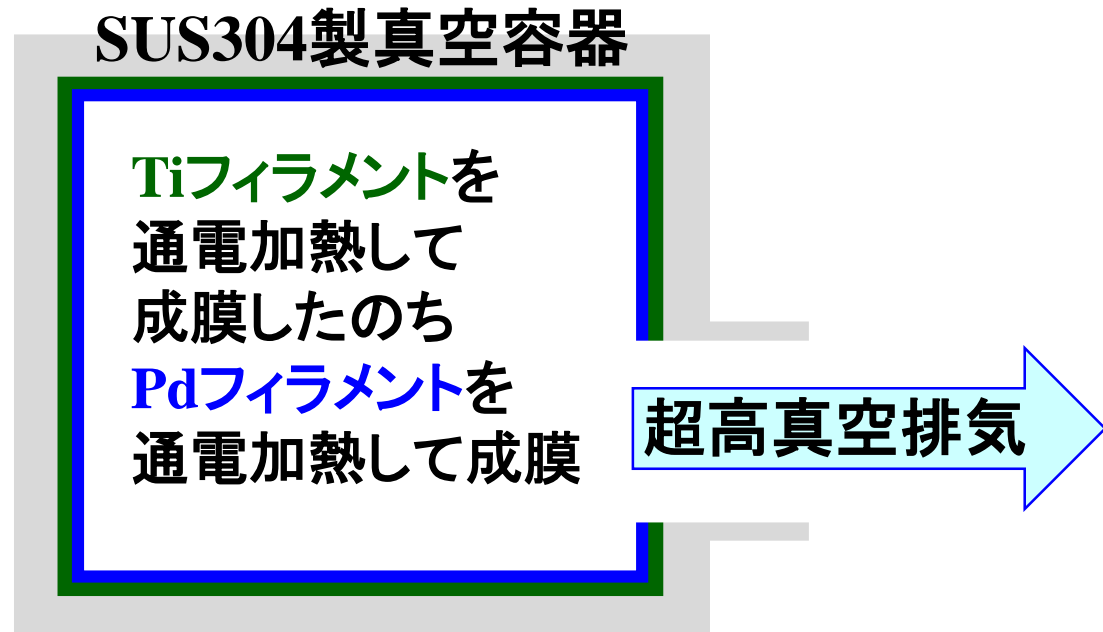 SUS304製真空容器
Tiフィラメントを
通電加熱して
成膜したのち
Pdフィラメントを
通電加熱して成膜
超高真空排気